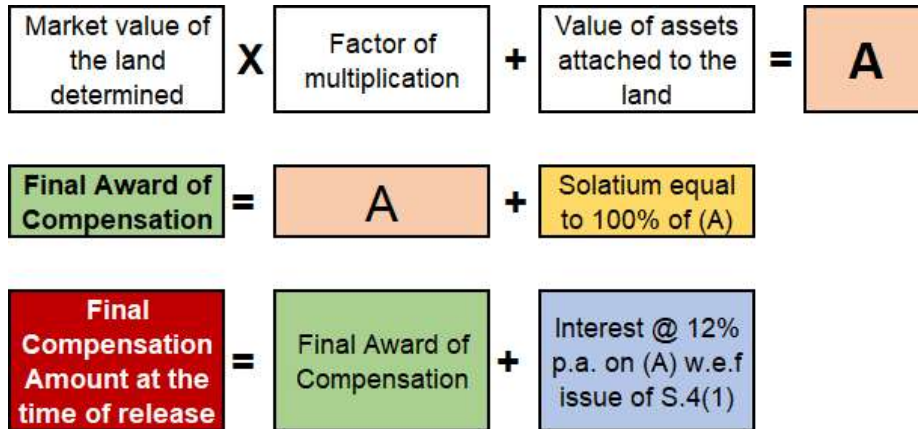 Market value of
the land
determined
X
Factor of
multiplication
+
Value of assets
attached to the
land
=
A
Final Award of
Compensation
=
A
+
Solatium equal
to 100% of (A)
Final
Compensation
Amount at the
time of release
=
Final Award of
Compensation
+
Interest @ 12%
p.a. on (A) w.e.f
issue of S.4(1)